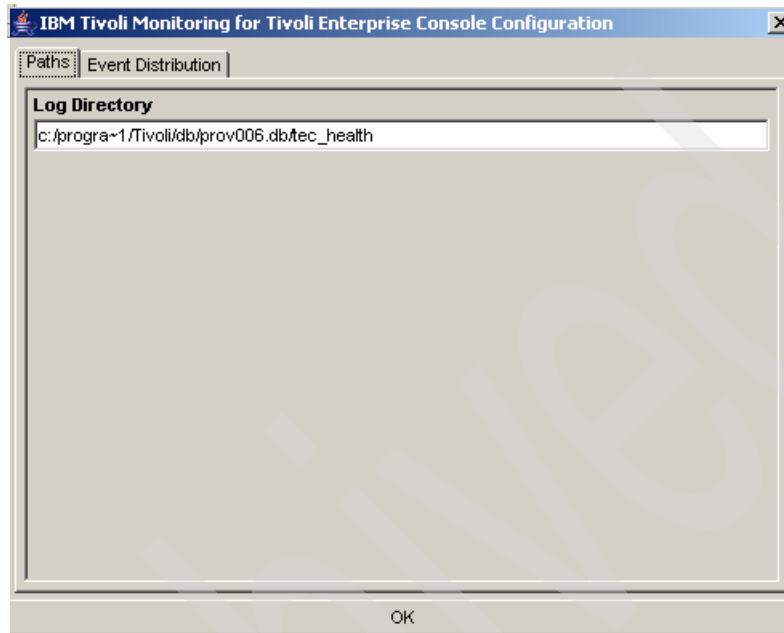 IBM Tivoli Monitoring for Tivoli Enterprise Console Configuration
Paths Event Distribution
Log Directory
c:/progra~1/Tivoli/db/prov006.db/tec_health
OK